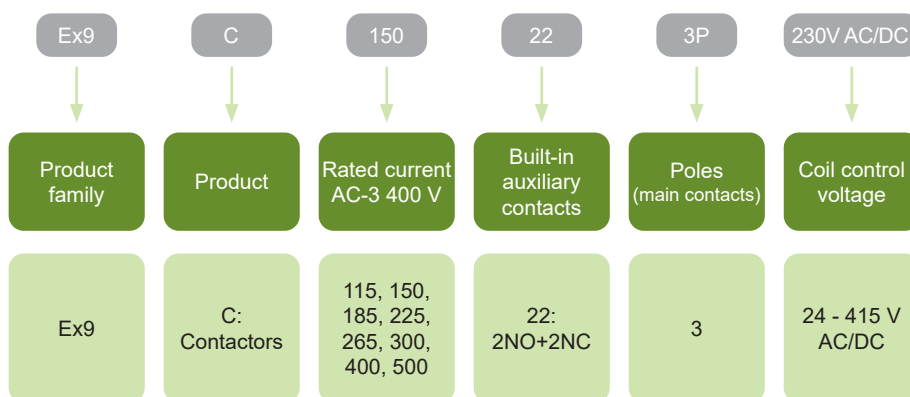 Ex9
C
150
22
3P
230V AC/DC
Product
family
Product
Rated current
AC-3 400 V
Built-in
auxiliary
contacts
Poles
(main contacts)
Coil control
voltage
Ex9
C:
Contactors
115, 150,
185, 225,
265, 300,
400, 500
22:
2NO+2NC
3
24 - 415 V
AC/DC